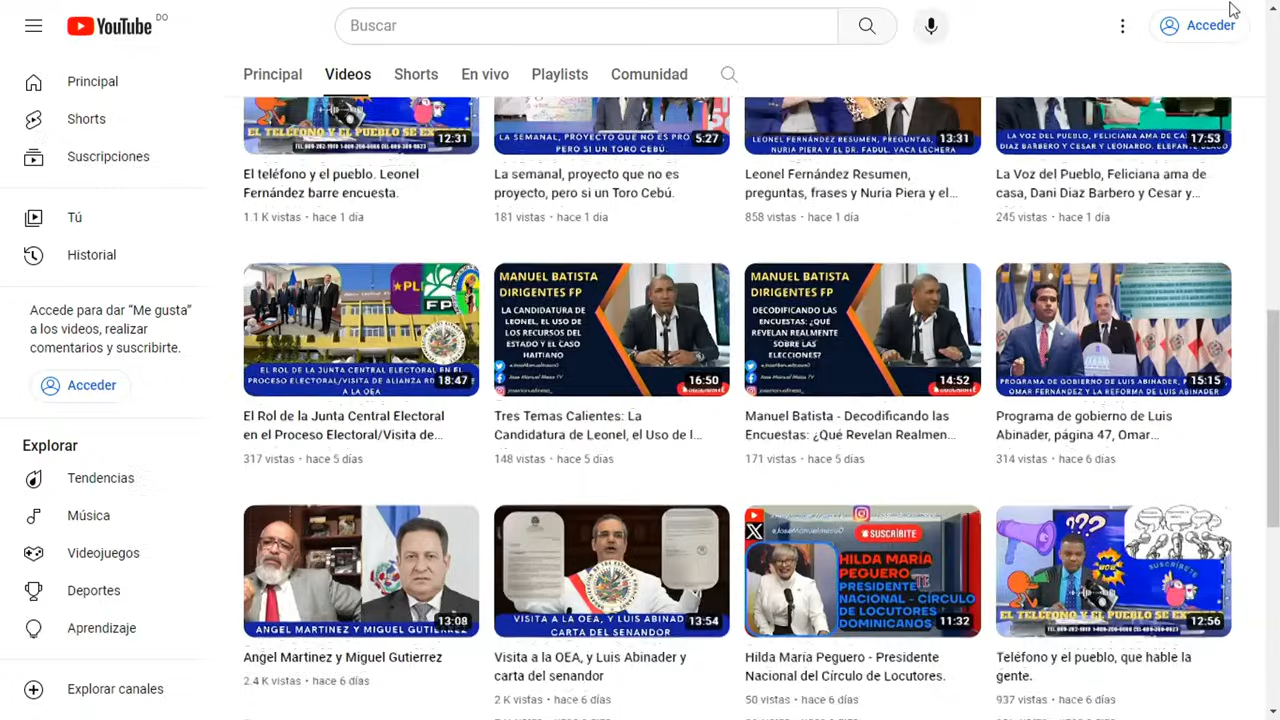 YouTube DO
Buscar
Acceder
Principal
Videos
Shorts
En vivo
Playlists
Comunidad
Principal
Shorts
Suscripciones
Tú
Historial
Accede para dar “Me gusta”
a los videos, realizar
comentarios y suscribirte.
Acceder
Explorar
Tendencias
Música
Videojuegos
Deportes
Aprendizaje
Explorar canales
EL TELÉFONO Y EL PUEBLO SE EX
12:31
El teléfono y el pueblo. Leonel
Fernández barre encuesta.
1.1 K vistas • hace 1 día
LA SEMANAL, PROYECTO QUE NO ES PRO
PERO SI UN TORO CEBÚ.
5:27
La semanal, proyecto que no es
proyecto, pero si un Toro Cebú.
181 vistas • hace 1 día
LEONEL FERNÁNDEZ RESUMEN, PREGUNTAS,
NURIA PIERA Y EL DR. FADUL. VACA LECHERA
13:31
Leonel Fernández Resumen,
preguntas, frases y Nuria Piera y el...
858 vistas • hace 1 día
LA VOZ DEL PUEBLO, FELICIANA AMA DE CAS
DIAZ BARBERO Y CESAR Y LEONARDO. ELEFANTE BLACO
17:53
La Voz del Pueblo, Feliciana ama de
casa, Dani Diaz Barbero y Cesar y...
245 vistas • hace 1 día
★PL
FP
EL ROL DE LA JUNTA CENTRAL ELECTORAL EN EL
PROCESO ELECTORAL/VISITA DE ALIANZA RD
A LA OEA
18:47
El Rol de la Junta Central Electoral
en el Proceso Electoral/Visita de...
317 vistas • hace 5 días
MANUEL BATISTA
DIRIGENTES FP
LA CANDIDATURA DE
LEONEL, EL USO DE
LOS RECURSOS DEL
ESTADO Y EL CASO
HAITIANO
16:50
Tres Temas Calientes: La
Candidatura de Leonel, el Uso de l...
148 vistas • hace 5 días
MANUEL BATISTA
DIRIGENTES FP
DECODIFICANDO LAS
ENCUESTAS: ¿QUÉ
REVELAN REALMENTE
SOBRE LAS
ELECCIONES?
14:52
Manuel Batista - Decodificando las
Encuestas: ¿Qué Revelan Realmen...
171 vistas • hace 5 días
PROGRAMA DE GOBIERNO DE LUIS ABINADER, P
OMAR FERNÁNDEZ Y LA REFORMA DE LUIS ABINADER
15:15
Programa de gobierno de Luis
Abinader, página 47, Omar...
314 vistas • hace 6 días
ANGEL MARTINEZ Y MIGUEL GUTIERREZ
13:08
Angel Martinez y Miguel Gutierrez
2.4 K vistas • hace 6 días
VISITA A LA OEA, Y LUIS ABINAD
CARTA DEL SENADOR
13:54
Visita a la OEA, y Luis Abinader y
carta del senador
2 K vistas • hace 6 días
SUSCRÍBITE
HILDA MARÍA
PEGUERO
PRESIDENTE
NACIONAL - CÍRCULO
DE LOCUTORES
DOMINICANOS
11:32
Hilda María Peguero - Presidente
Nacional del Círculo de Locutores.
50 vistas • hace 6 días
???
SUSCRÍBETE
EL TELÉFONO Y EL PUEBLO SE EX
12:56
Teléfono y el pueblo, que hable la
gente.
937 vistas • hace 6 días